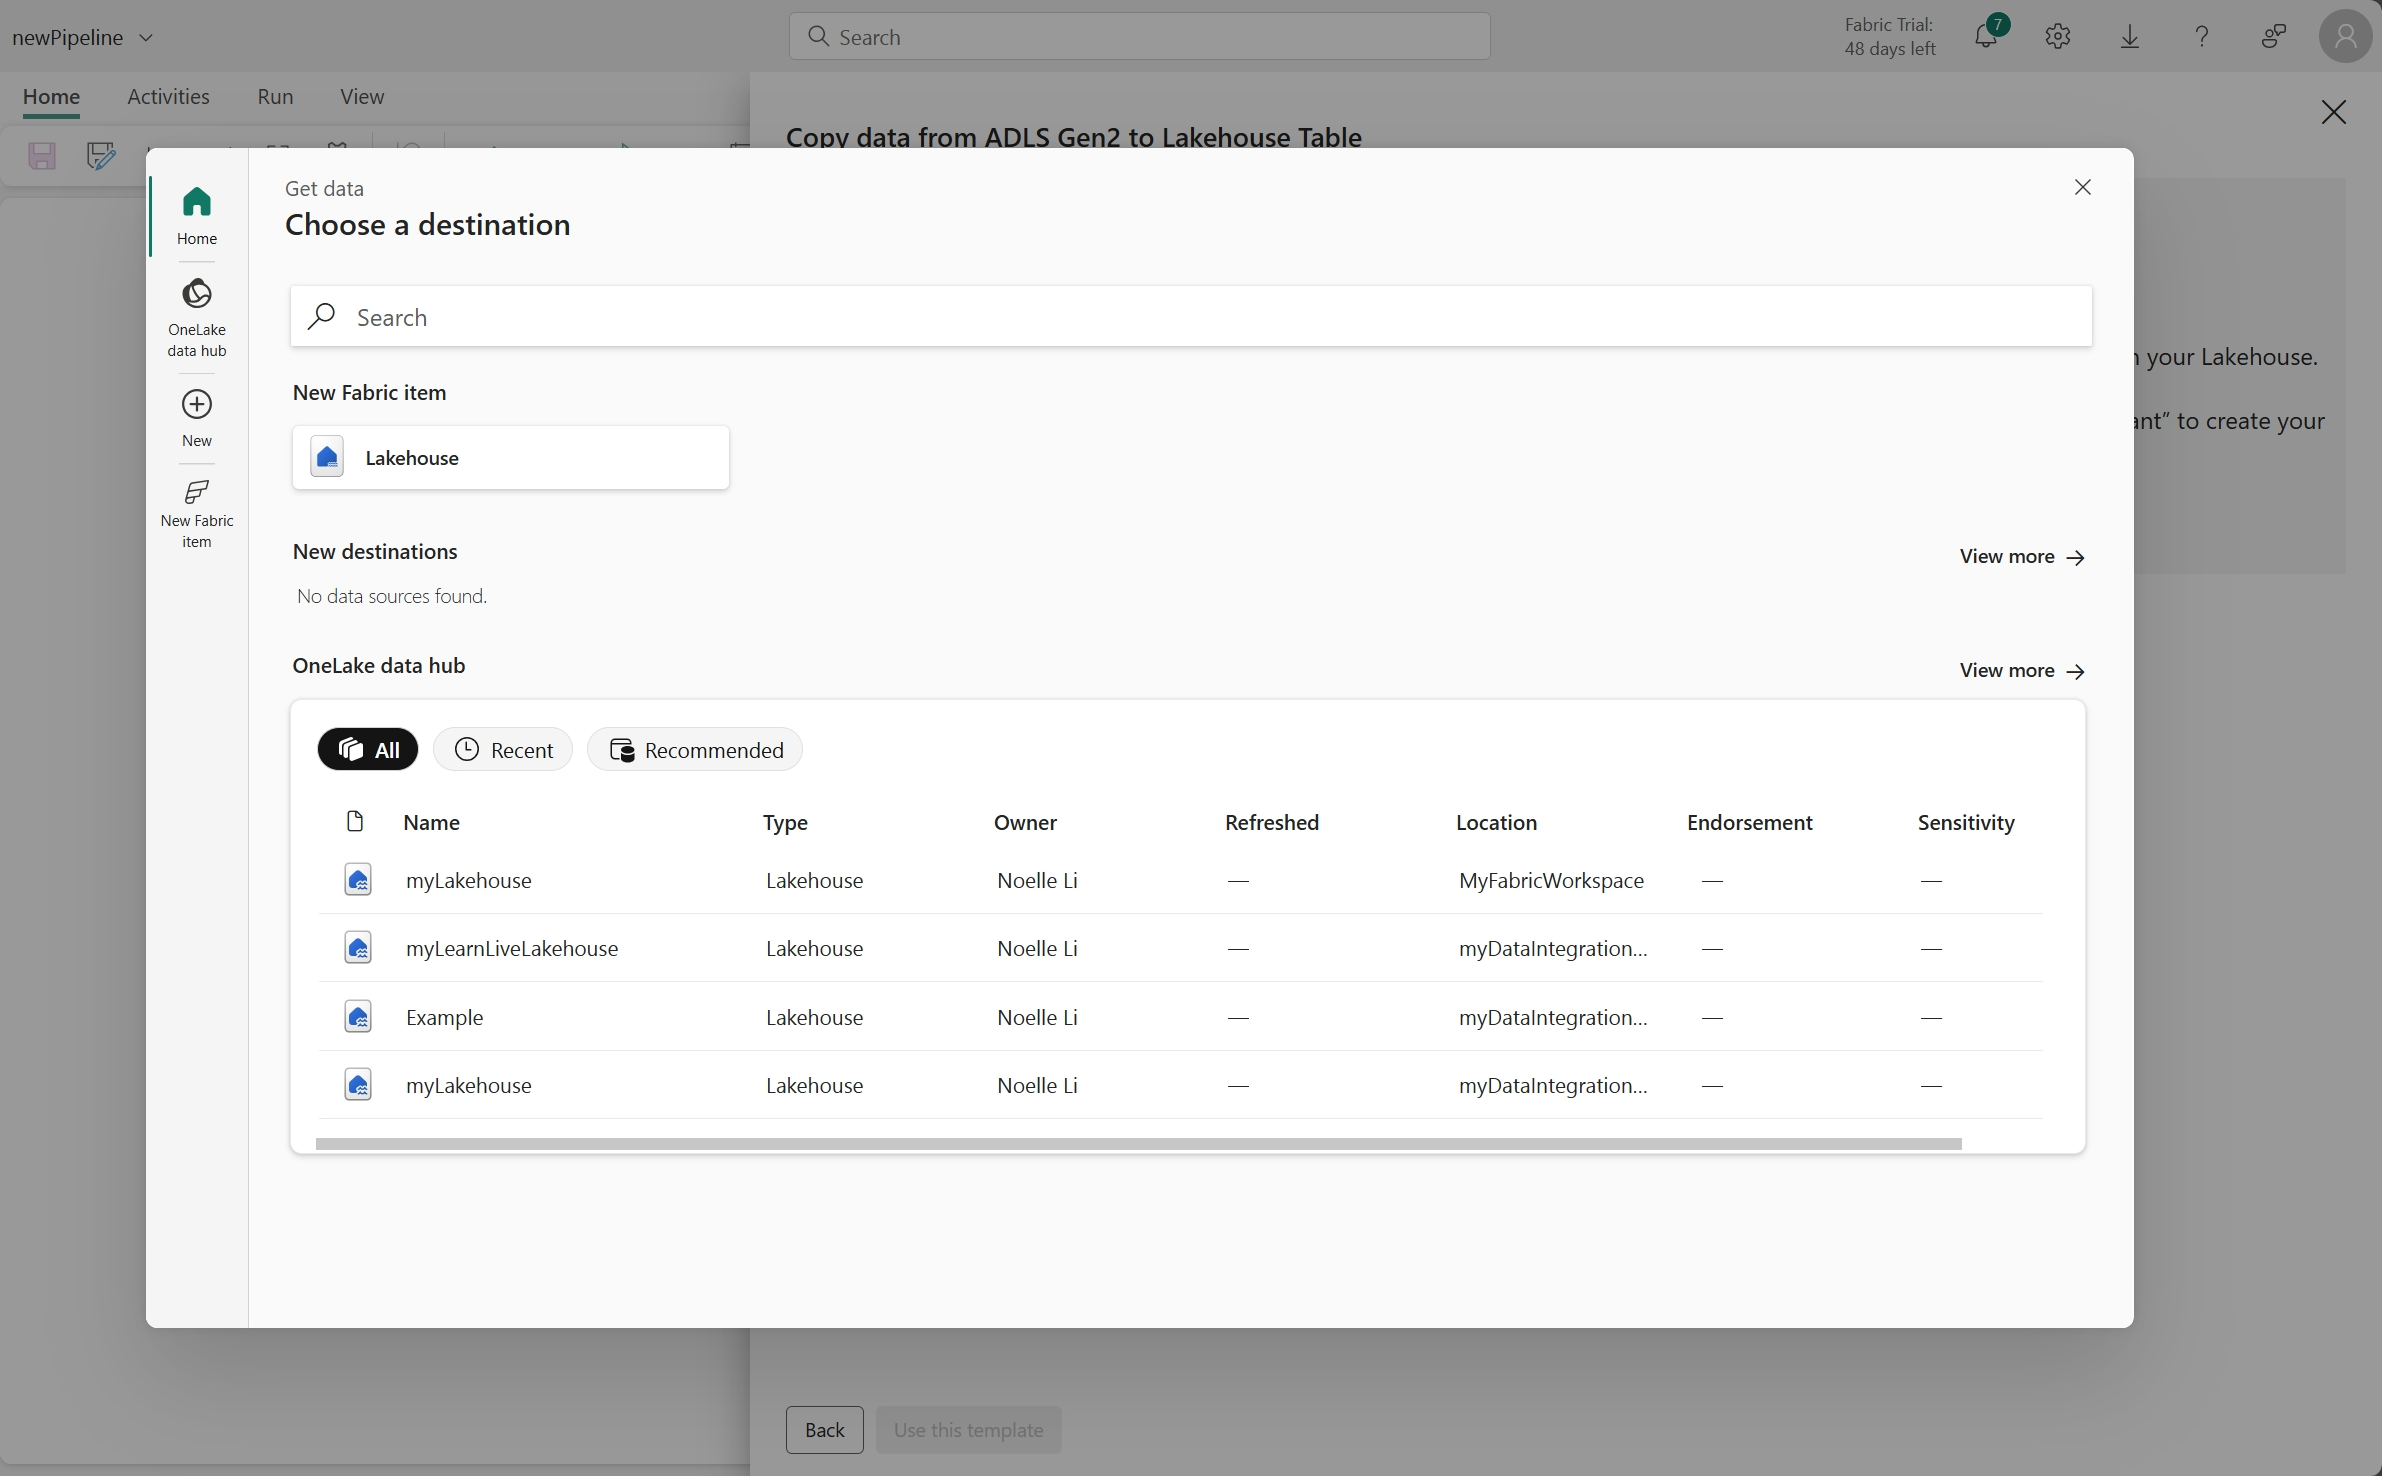 newPipeline
Search
Fabric Trial:
48 days left
7
Home
Activities
Run
View
Copy data from ADLS Gen2 to Lakehouse Table
your Lakehouse.
to create your
Back
Use this template
Home
OneLake
data hub
New
New Fabric
item
Get data
Choose a destination
Search
New Fabric item
Lakehouse
New destinations
View more
No data sources found.
OneLake data hub
View more
All
Recent
Recommended
Name Type Owner Refreshed Location Endorsement Sensitivity
myLakehouse Lakehouse Noelle Li — MyFabricWorkspace — —
myLearnLiveLakehouse Lakehouse Noelle Li — myDataIntegration... — —
Example Lakehouse Noelle Li — myDataIntegration... — —
myLakehouse Lakehouse Noelle Li — myDataIntegration... — —